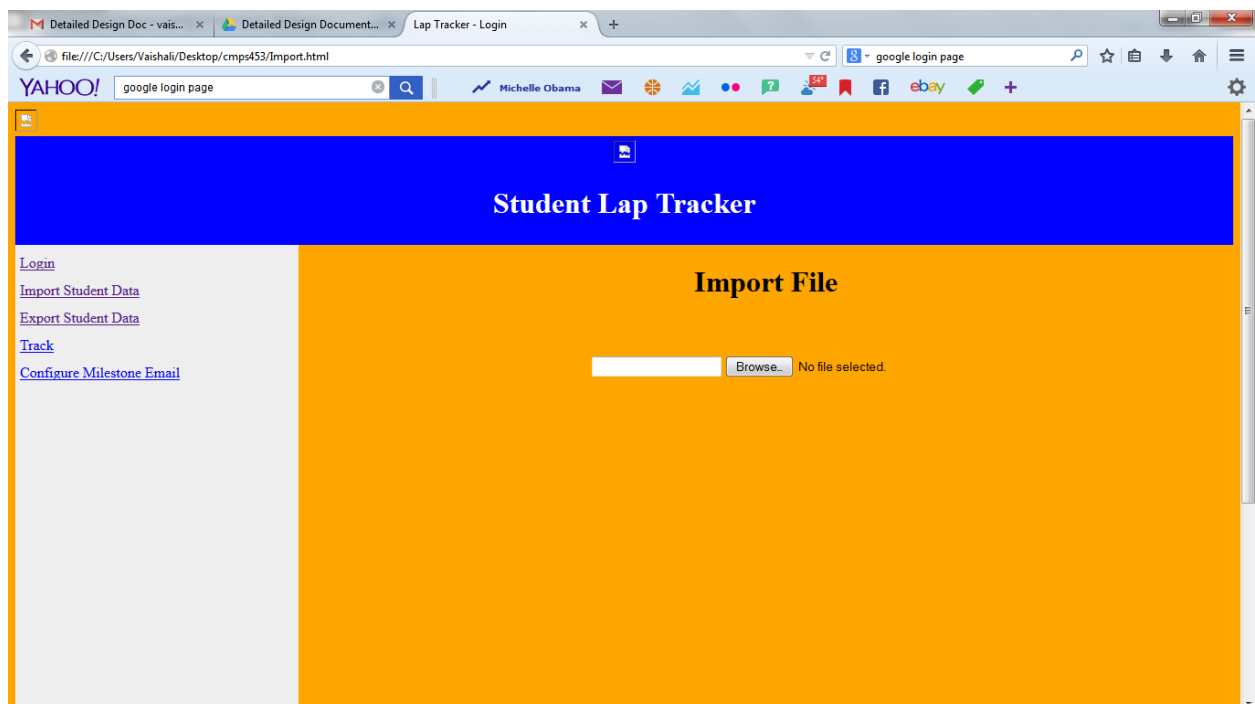 Detailed Design Doc - vais... Detailed Design Document... Lap Tracker - Login
file:///C:/Users/Vaishali/Desktop/cmps453/Import.html google login page
YAHOO! google login page Michelle Obama 54° ebay
Student Lap Tracker
Login
Import File
Import Student Data
Export Student Data
Track
Browse... No file selected.
Configure Milestone Email